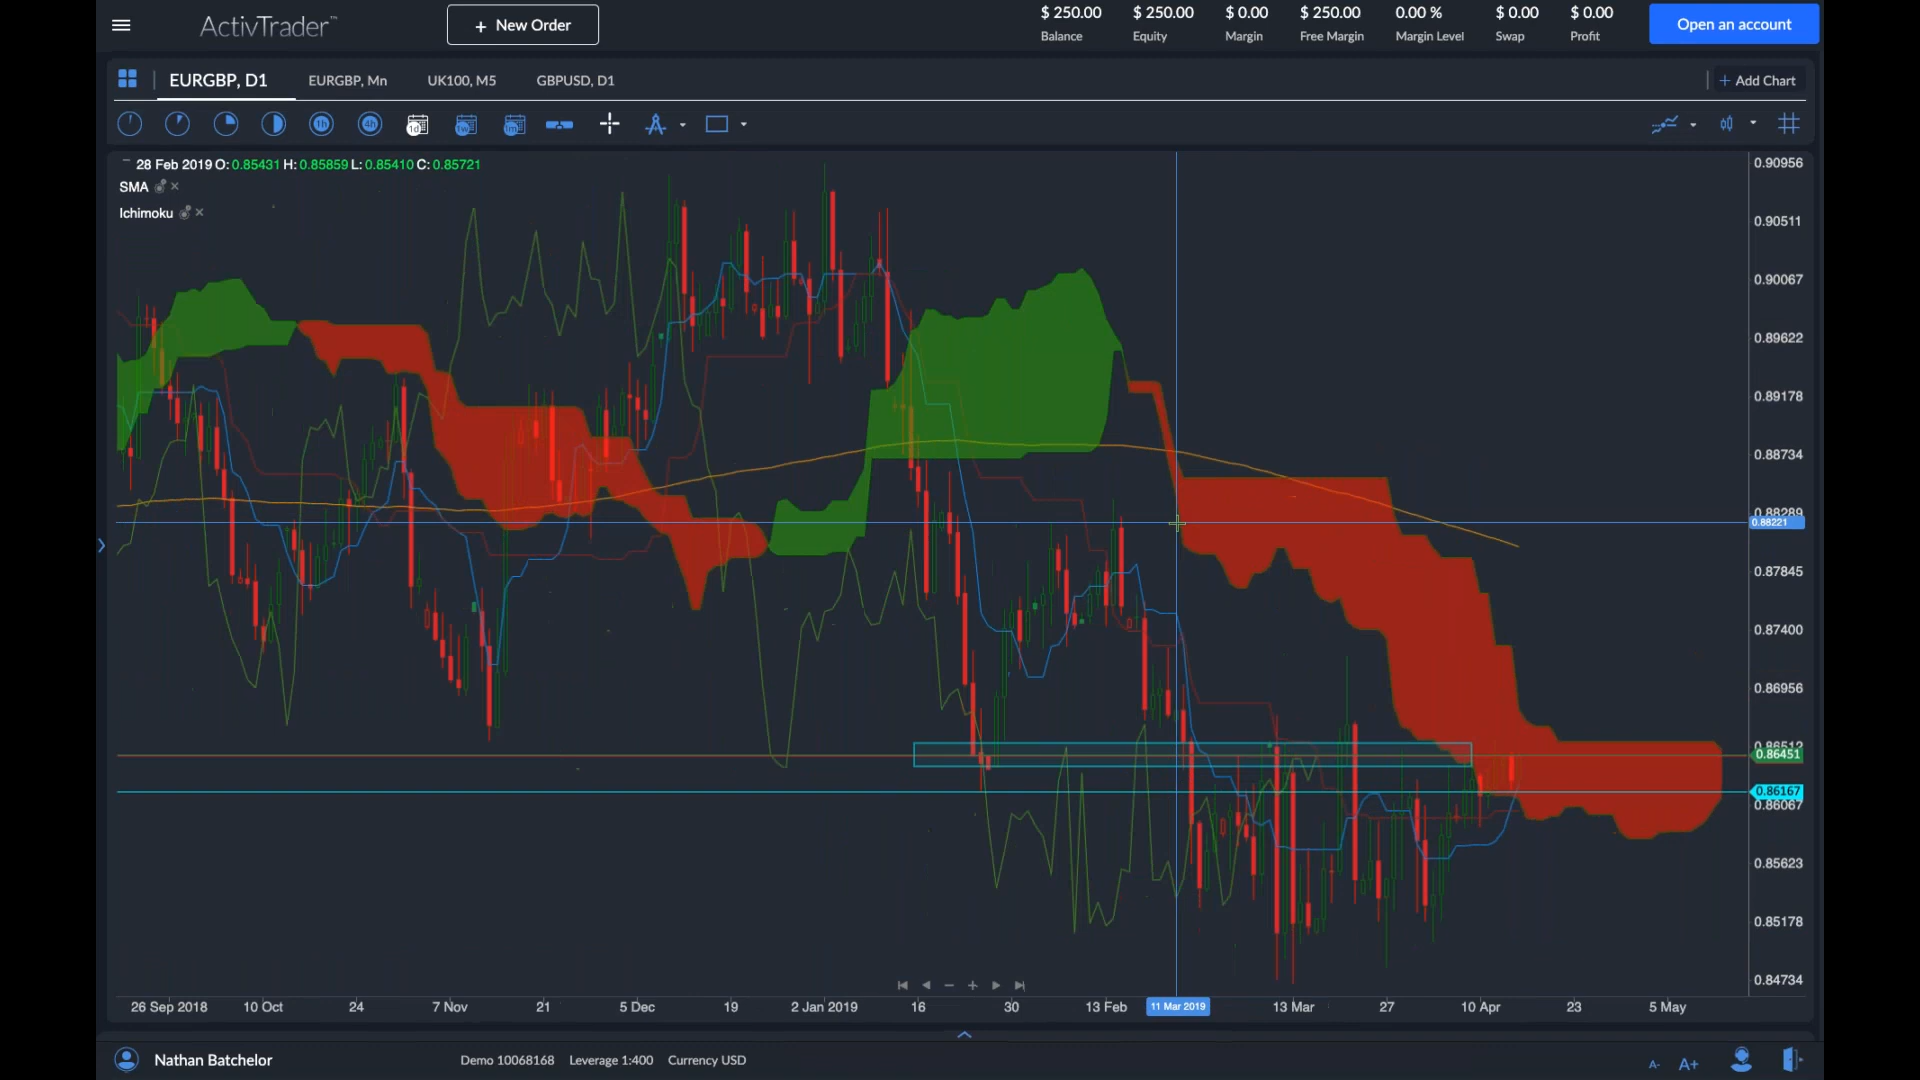 ActivTrader™
+ New Order
$ 250.00 $ 250.00 $ 0.00 $ 250.00 0.00 % $ 0.00 $ 0.00
Balance Equity Margin Free Margin Margin Level Swap Profit
Open an account
EURGBP, D1 EURGBP, Mn UK100, M5 GBPUSD, D1 + Add Chart
1h 4h 1d 1w 1m
28 Feb 2019 O: 0.85431 H: 0.85859 L: 0.85410 C: 0.85721
SMA
Ichimoku
0.90956
0.90511
0.90067
0.89622
0.89178
0.88734
0.88289
0.88221
0.87845
0.87400
0.86956
0.86512
0.86451
0.86167
0.86067
0.85623
0.85178
0.84734
26 Sep 2018 10 Oct 24 7 Nov 21 5 Dec 19 2 Jan 2019 16 30 13 Feb 11 Mar 2019 13 Mar 27 10 Apr 23 5 May
Nathan Batchelor Demo 10068168 Leverage 1:400 Currency USD A- A+